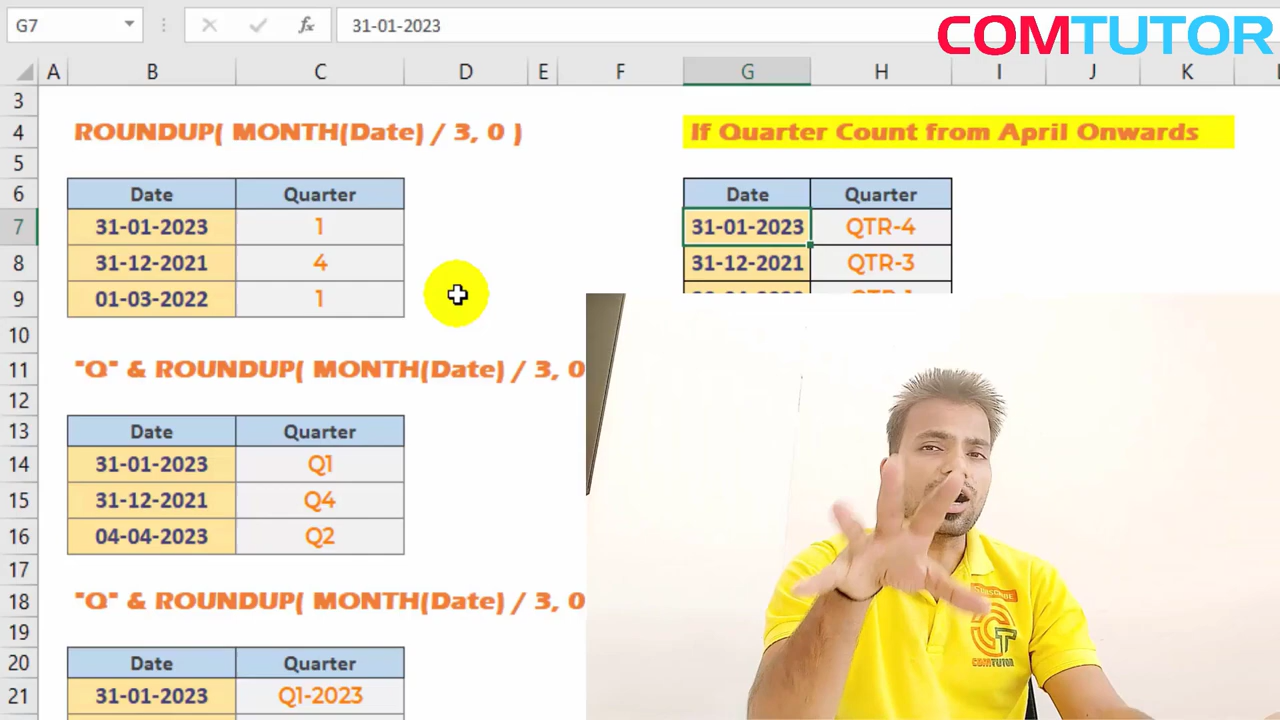 G7
fx
31-01-2023
COMTUTOR
A B C D E F G H I J K
3
4 ROUNDUP( MONTH(Date) / 3, 0 ) If Quarter Count from April Onwards
5
6 Date Quarter Date Quarter
7 31-01-2023 1 31-01-2023 QTR-4
8 31-12-2021 4 31-12-2021 QTR-3
9 01-03-2022 1
10
11 "Q" & ROUNDUP( MONTH(Date) / 3, 0
12
13 Date Quarter
14 31-01-2023 Q1
15 31-12-2021 Q4
16 04-04-2023 Q2
17
18 "Q" & ROUNDUP( MONTH(Date) / 3, 0
19
20 Date Quarter
21 31-01-2023 Q1-2023
SUBSCRIBE
CT
COMTUTOR